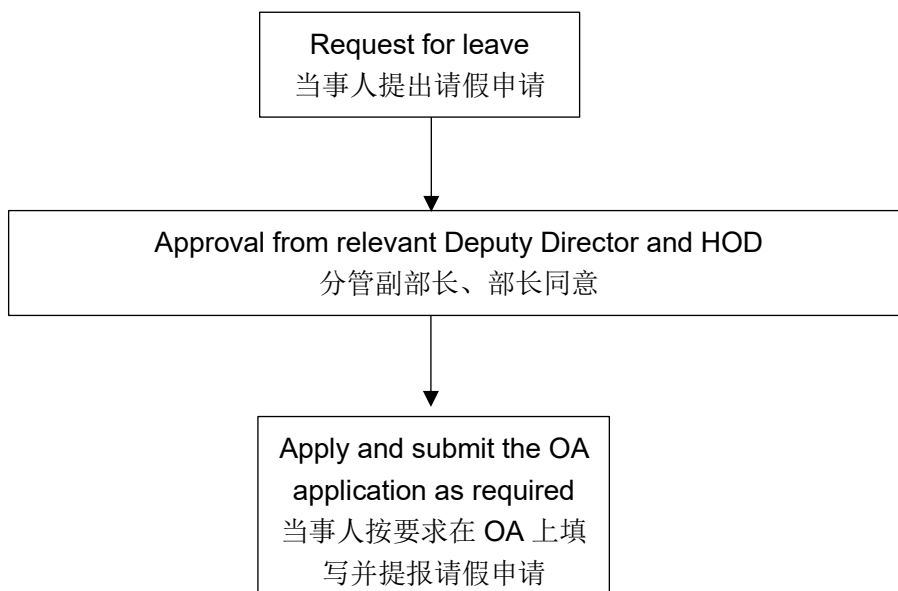 Request for leave
当事人提出请假申请
Approval from relevant Deputy Director and HOD
分管副部长、部长同意
Apply and submit the OA
application as required
当事人按要求在 OA 上填
写并提报请假申请